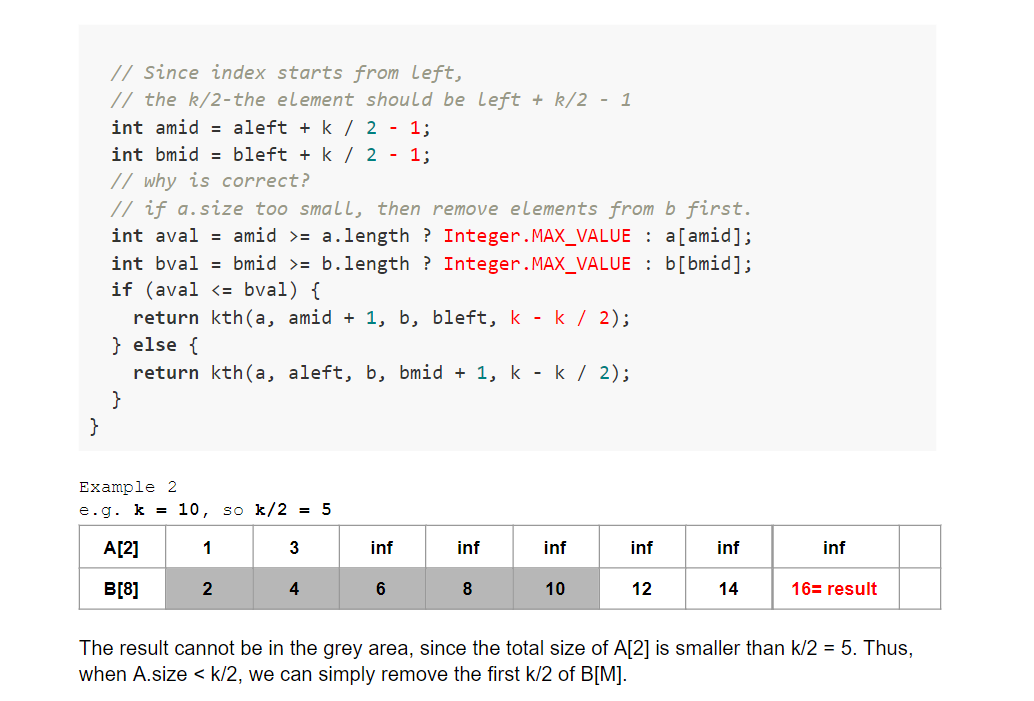 // Since index starts from left,
// the k/2-the element should be left + k/2 - 1
int amid = aleft + k / 2 - 1;
int bmid = bleft + k / 2 - 1;
// why is correct?
// if a.size too small, then remove elements from b first.
int aval = amid >= a.length ? Integer.MAX_VALUE : a[amid];
int bval = bmid >= b.length ? Integer.MAX_VALUE : b[bmid];
if (aval <= bval) {
return kth(a, amid + 1, b, bleft, k - k / 2);
} else {
return kth(a, aleft, b, bmid + 1, k - k / 2);
}
}
Example 2
e.g. k = 10, so k/2 = 5
A[2] 1 3 inf inf inf inf inf inf
B[8] 2 4 6 8 10 12 14 16= result
The result cannot be in the grey area, since the total size of A[2] is smaller than k/2 = 5. Thus,
when A.size < k/2, we can simply remove the first k/2 of B[M].